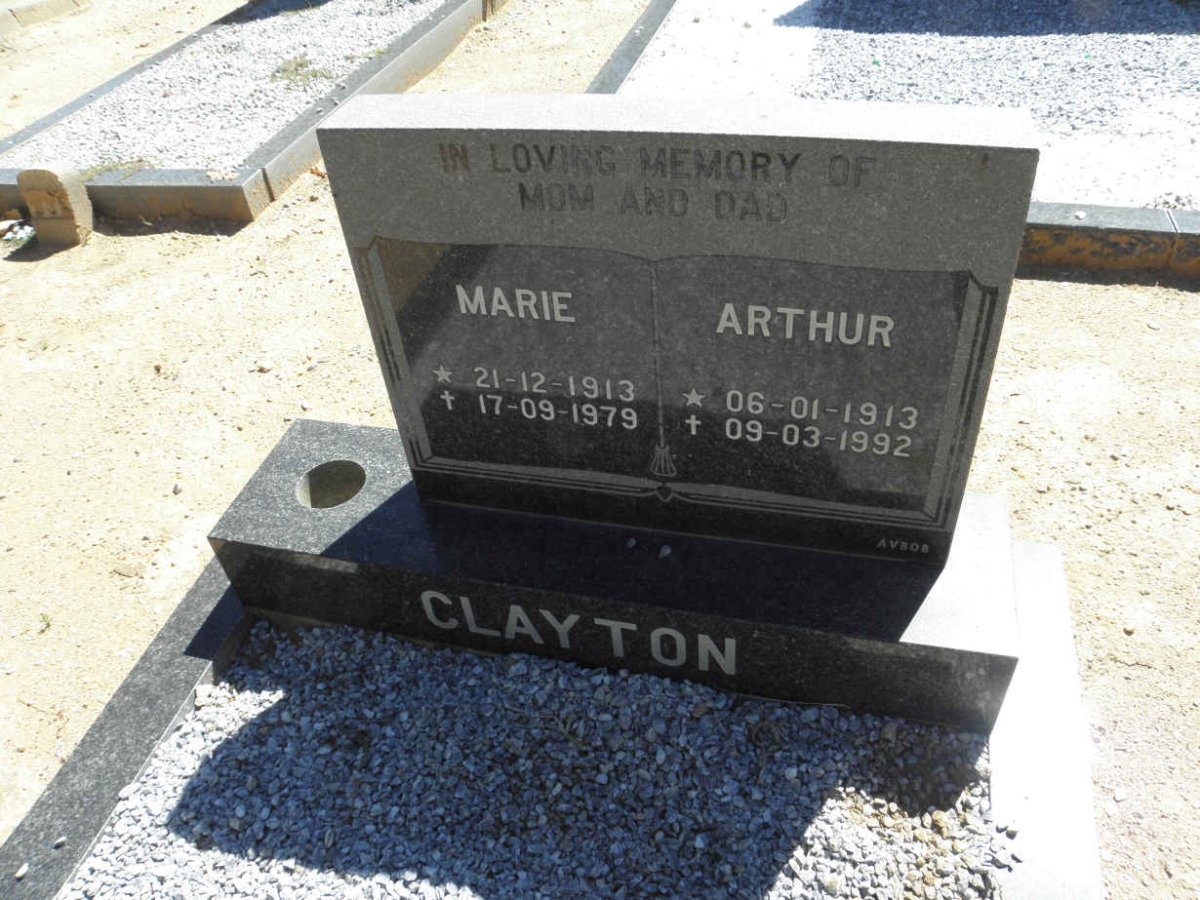 IN LOVING MEMORY OF
MOM AND DAD
MARIE
★ 21-12-1913
✝ 17-09-1979
ARTHUR
★ 06-01-1913
✝ 09-03-1992
AV808
CLAYTON